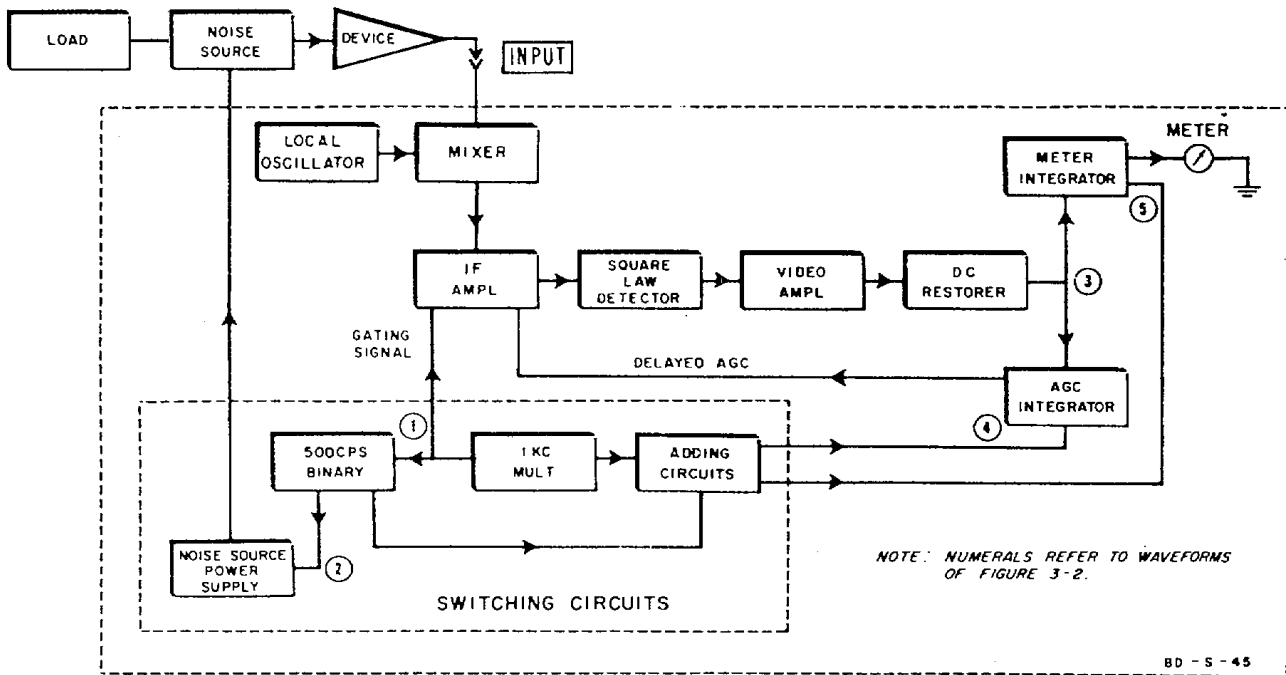 LOAD
NOISE
SOURCE
DEVICE
INPUT
LOCAL
OSCILLATOR
MIXER
METER
METER
INTEGRATOR
5
IF
AMPL
SQUARE
LAW
DETECTOR
VIDEO
AMPL
DC
RESTORER
3
GATING
SIGNAL
DELAYED AGC
AGC
INTEGRATOR
4
1
500CPS
BINARY
1KC
MULT
ADDING
CIRCUITS
NOISE SOURCE
POWER
SUPPLY
2
SWITCHING CIRCUITS
NOTE: NUMERALS REFER TO WAVEFORMS
OF FIGURE 3-2.
BD-S-45